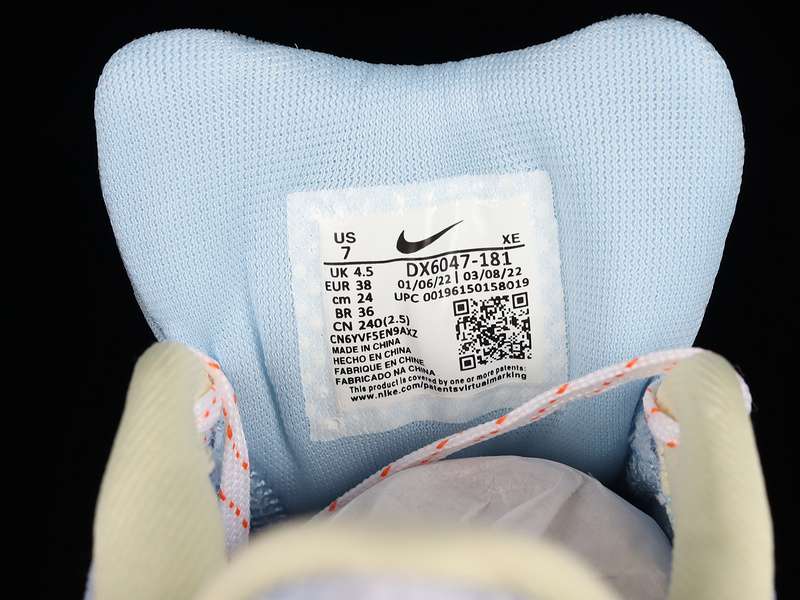 US XE
7
UK 4.5 DX6047-181
EUR 38 01/06/22 | 03/08/22
cm 24 UPC 00196150158019
BR 36
CN 240(2.5)
CN6YVF5EN9AXZ
MADE IN CHINA
HECHO EN CHINA
FABRIQUE EN CHINE
FABRICADO NA CHINA
This product is covered by one or more patents:
www.nike.com/patentsvirtualmarking